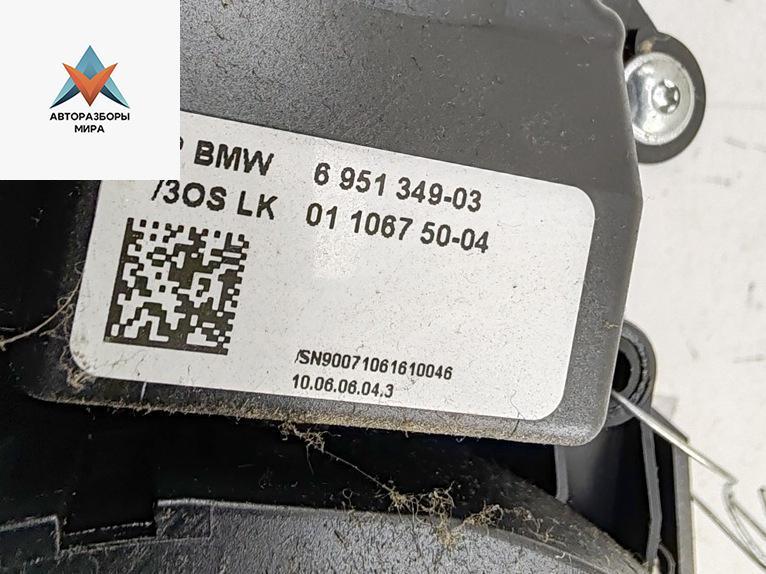 АВТОРАЗБОРЫ
МИРА
BMW 6 951 349-03
/3OS LK 01 1067 50-04
/SN90071061610046
10.06.06.04.3